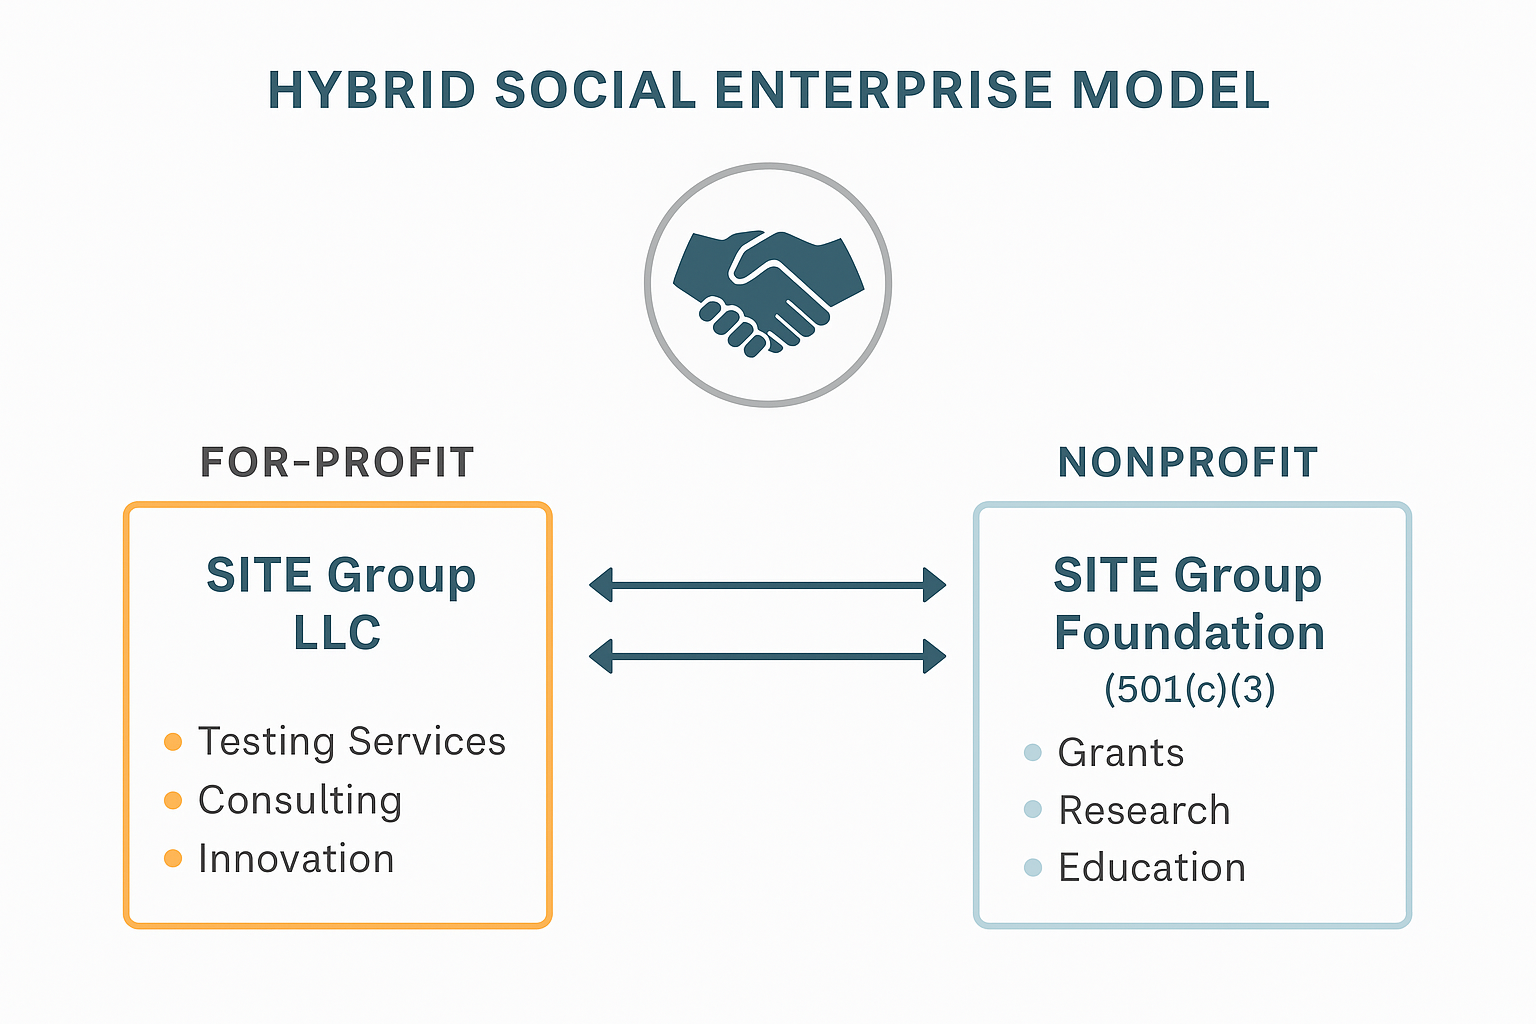 HYBRID SOCIAL ENTERPRISE MODEL
FOR-PROFIT
SITE Group
LLC
Testing Services
Consulting
Innovation
NONPROFIT
SITE Group
Foundation
(501(c)(3)
Grants
Research
Education